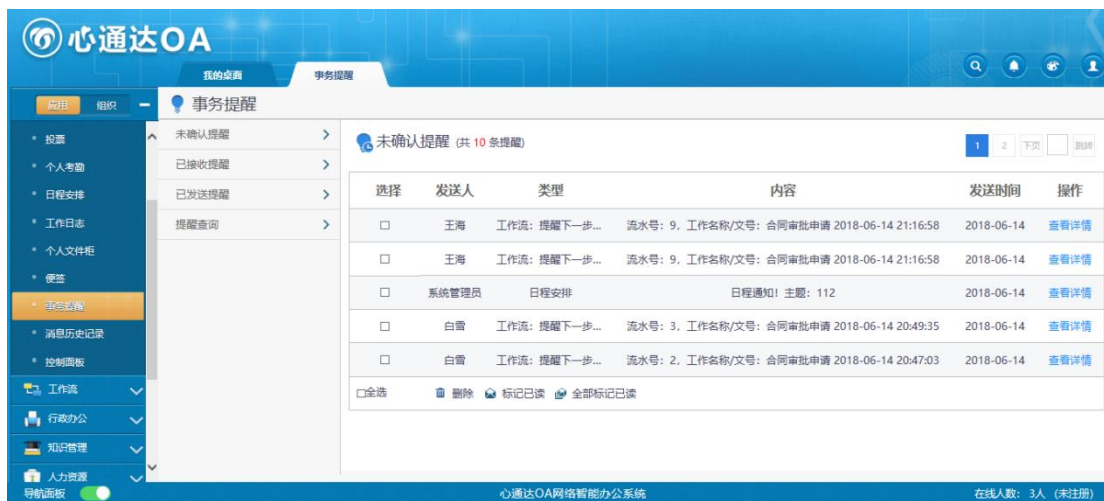 心通达OA
我的桌面 事务提醒
应用 组织
事务提醒
投票
个人考勤
日程安排
工作日志
个人文件柜
便签
事务提醒
消息历史记录
控制面板
工作流
行政办公
知识管理
人力资源
未确认提醒
已接收提醒
已发送提醒
提醒查询
未确认提醒 (共 10 条提醒)
1 2 下页 跳转
选择 发送人 类型 内容 发送时间 操作
王海 工作流: 提醒下一步... 流水号: 9, 工作名称/文号: 合同审批申请 2018-06-14 21:16:58 2018-06-14 查看详情
王海 工作流: 提醒下一步... 流水号: 9, 工作名称/文号: 合同审批申请 2018-06-14 21:16:58 2018-06-14 查看详情
系统管理员 日程安排 日程通知! 主题: 112 2018-06-14 查看详情
白雪 工作流: 提醒下一步... 流水号: 3, 工作名称/文号: 合同审批申请 2018-06-14 20:49:35 2018-06-14 查看详情
白雪 工作流: 提醒下一步... 流水号: 2, 工作名称/文号: 合同审批申请 2018-06-14 20:47:03 2018-06-14 查看详情
全选 删除 标记已读 全部标记已读
导航面板 心通达OA网络智能办公系统 在线人数: 3人 (未注册)